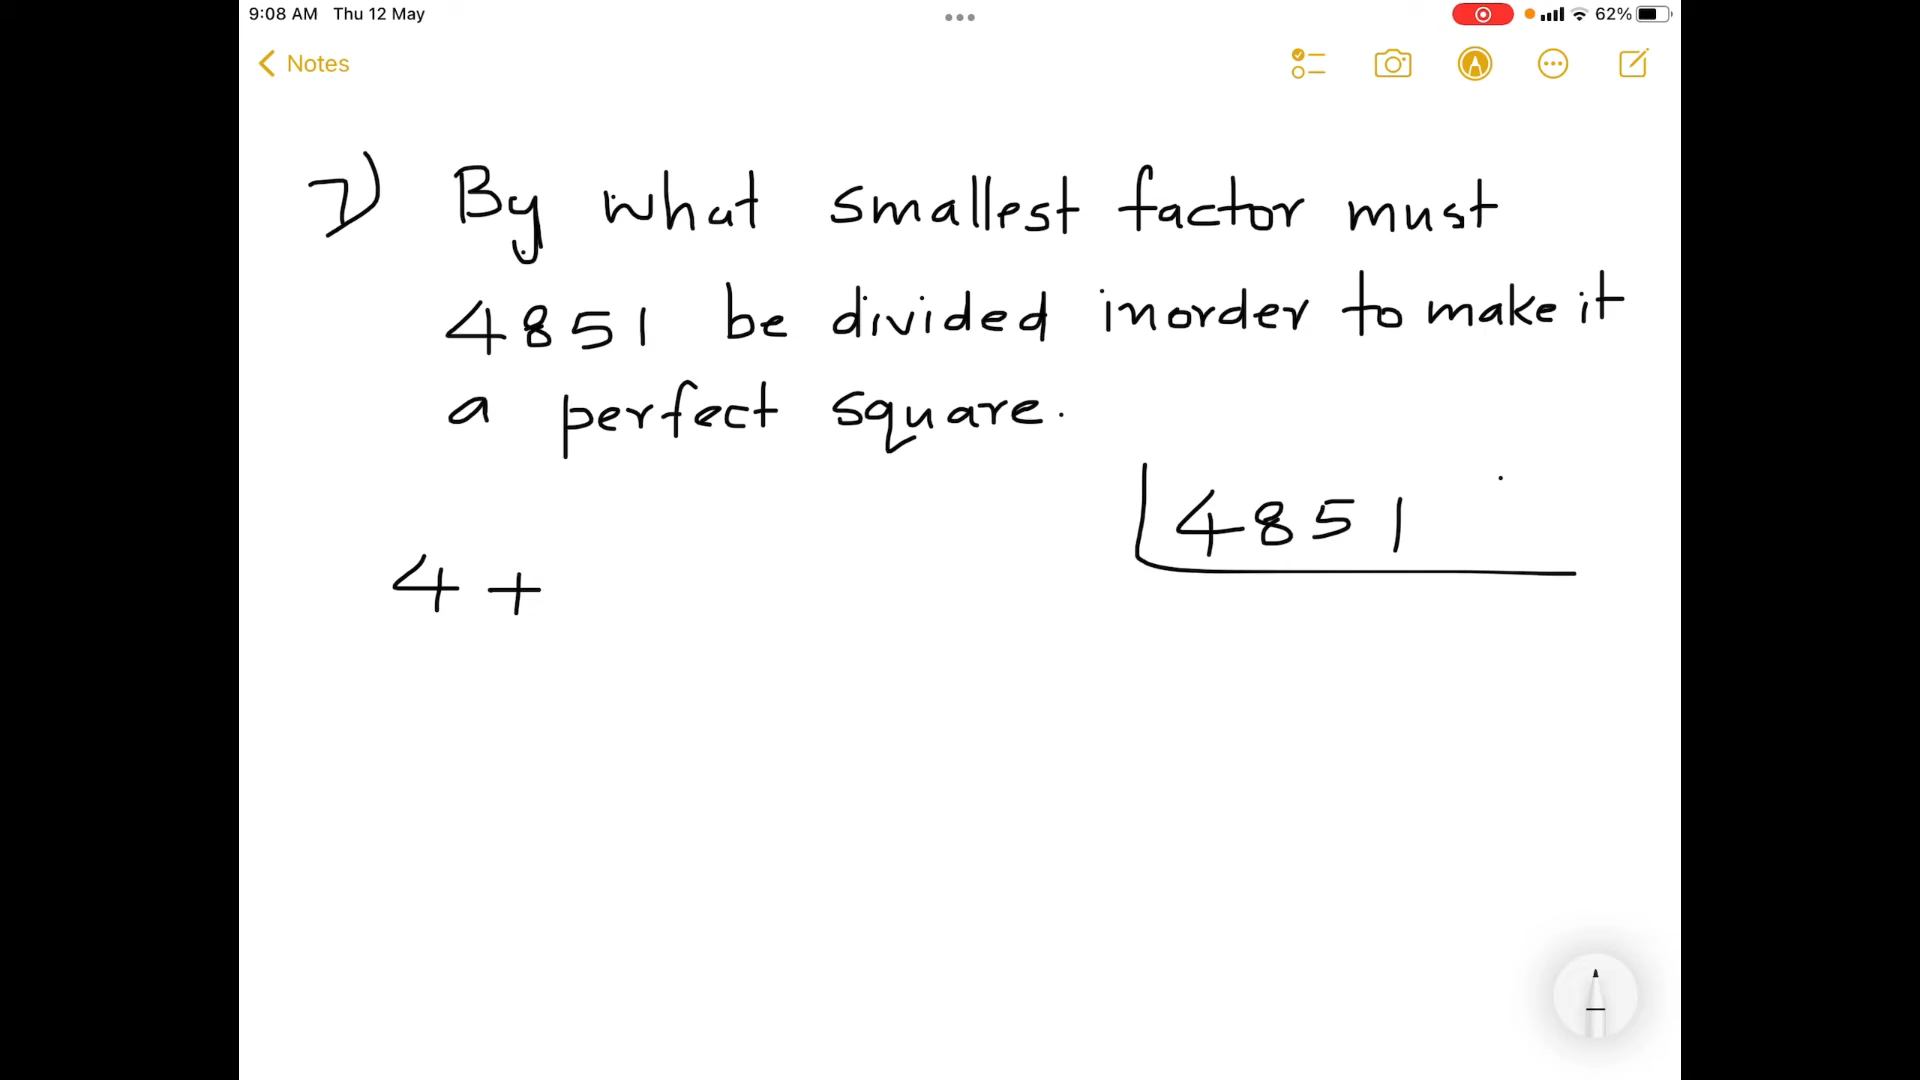 9:08 AM Thu 12 May
62%
Notes
7) By what smallest factor must
4851 be divided inorder to make it
a perfect square.
4851
4+